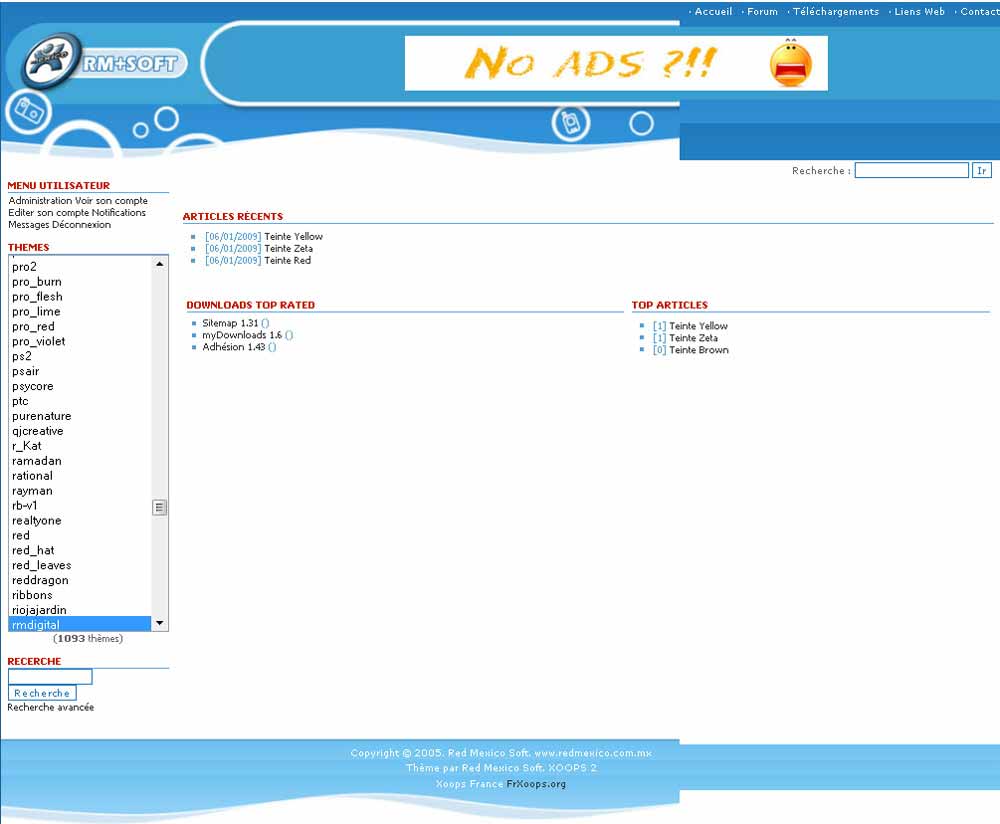 · Accueil · Forum · Téléchargements · Liens Web · Contact
RM+SOFT
No ADS ?!!
Recherche : Ir
MENU UTILISATEUR
Administration Voir son compte
Editer son compte Notifications
Messages Déconnexion
THEMES
pro2
pro_burn
pro_flesh
pro_lime
pro_red
pro_violet
ps2
psair
psycore
ptc
purenature
qjcreative
r_Kat
ramadan
rational
rayman
rb-v1
realtyone
red
red_hat
red_leaves
reddragon
ribbons
riojajardin
rmdigital
(1093 thèmes)
RECERCHE
Recherche
Recherche avancée
ARTICLES RÉCENTS
[06/01/2009] Teinte Yellow
[06/01/2009] Teinte Zeta
[06/01/2009] Teinte Red
DOWNLOADS TOP RATED
Sitemap 1.31 ()
myDownloads 1.6 ()
Adhésion 1.43 ()
TOP ARTICLES
[1] Teinte Yellow
[1] Teinte Zeta
[0] Teinte Brown
Copyright © 2005. Red Mexico Soft. www.redmexico.com.mx
Thème par Red Mexico Soft. XOOPS 2
Xoops France FrXoops.org